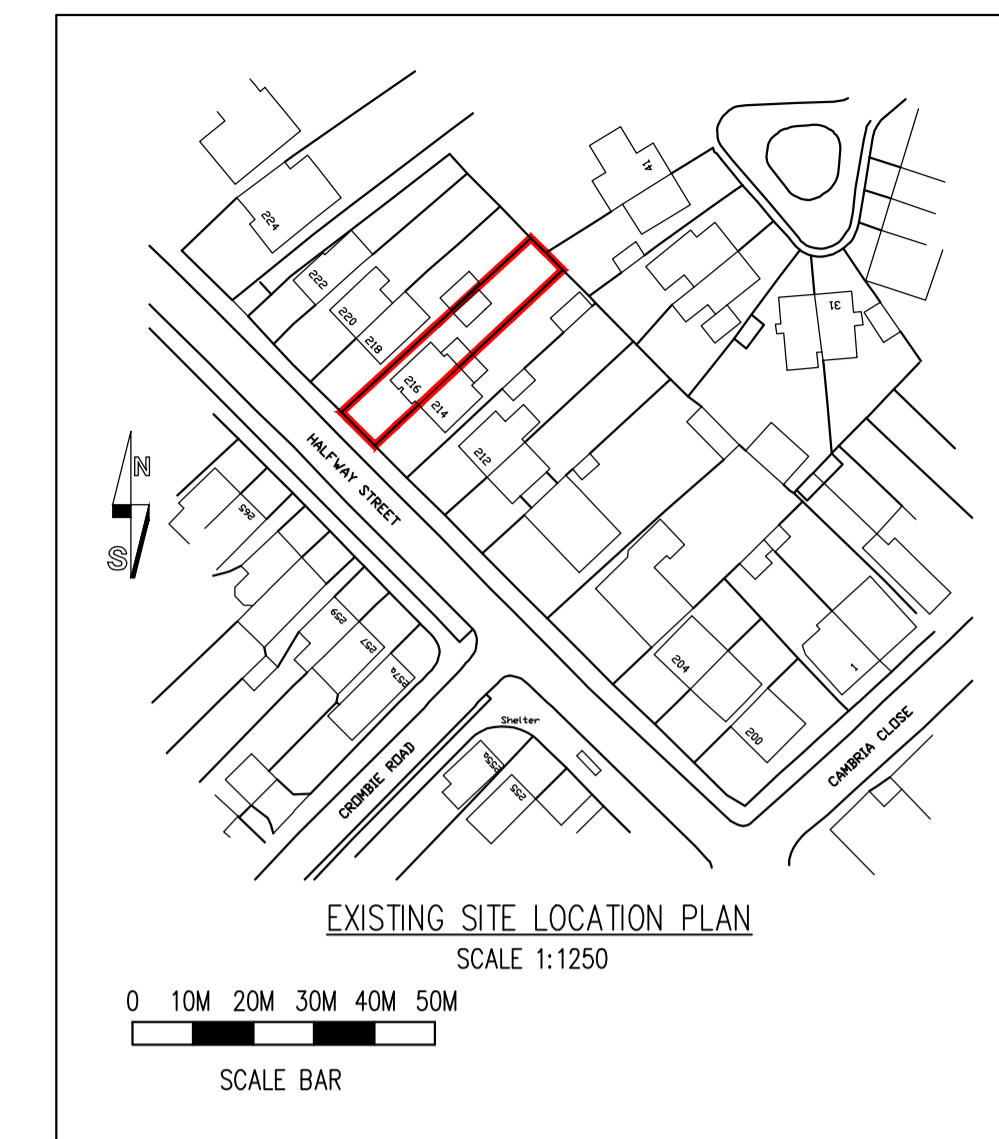 41
224
222
31
220
218
216
214
212
HALFWAY STREET
N
S
265
259
257
257a
204
1
200
Shelter
255a
255
CROMBIE ROAD
CAMBRIA CLOSE
EXISTING SITE LOCATION PLAN
SCALE 1:1250
0 10M 20M 30M 40M 50M
SCALE BAR